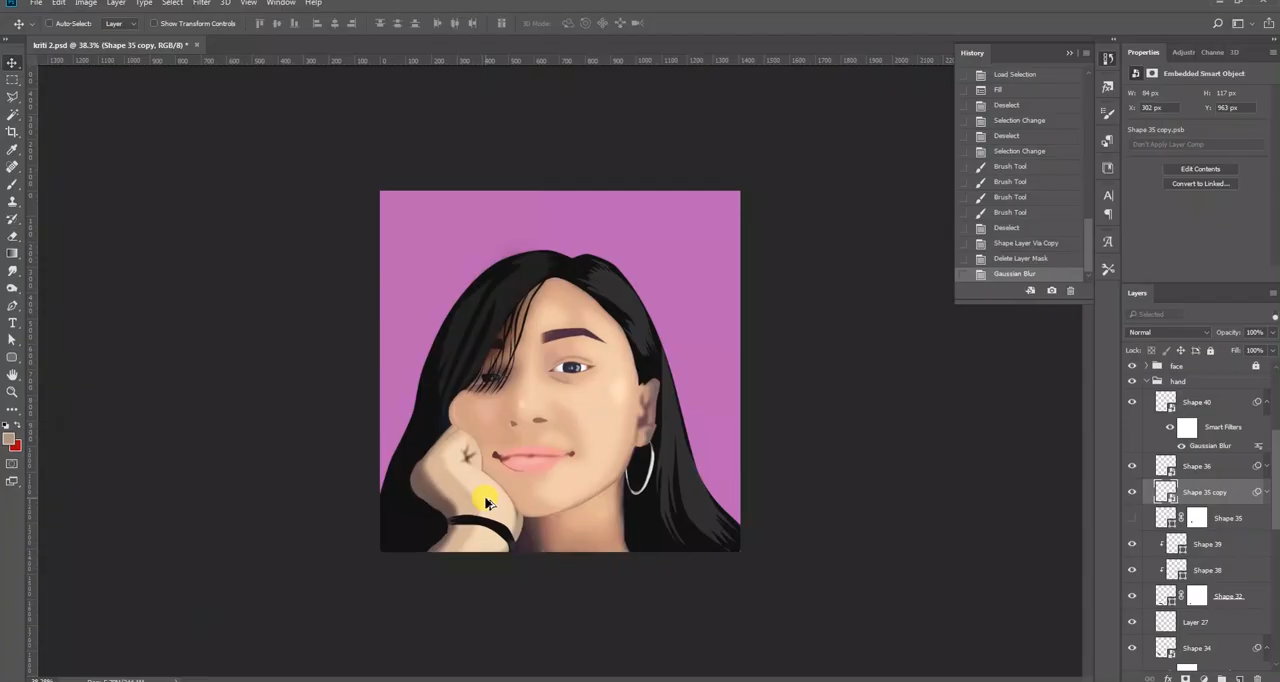 File Edit Image Layer Type Select Filter 3D View Window Help
Auto-Select: Layer Show Transform Controls 3D Mode:
kriti 2.psd @ 38.3% (Shape 35 copy, RGB/8) * ×
History
Load Selection
Fill
Deselect
Selection Change
Deselect
Selection Change
Brush Tool
Brush Tool
Brush Tool
Brush Tool
Deselect
Shape Layer Via Copy
Delete Layer Mask
Gaussian Blur
Properties Adjusti Channe 3D
Embedded Smart Object
W: 84 px H: 117 px
X: 302 px Y: 963 px
Shape 35 copy.psb
Don't Apply Layer Comp
Edit Contents
Convert to Linked...
Layers
Selected
Normal Opacity: 100%
Lock: Fill: 100%
face
hand
Shape 40
Smart Filters
Gaussian Blur
Shape 36
Shape 35 copy
Shape 35
Shape 39
Shape 38
Shape 32
Layer 27
Shape 34